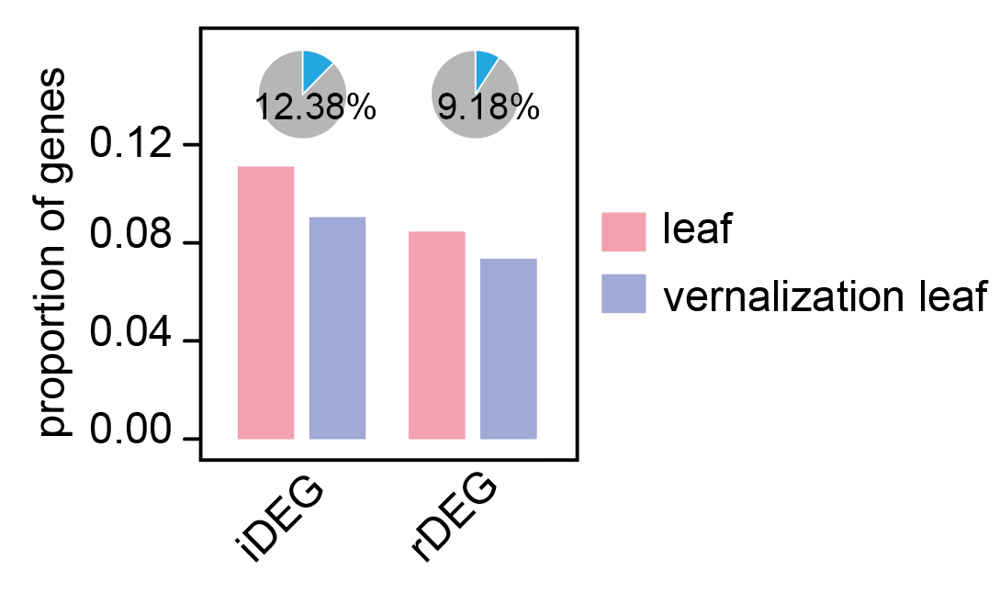 12.38%
9.18%
proportion of genes
0.12
0.08
0.04
0.00
iDEG
rDEG
leaf
vernalization leaf